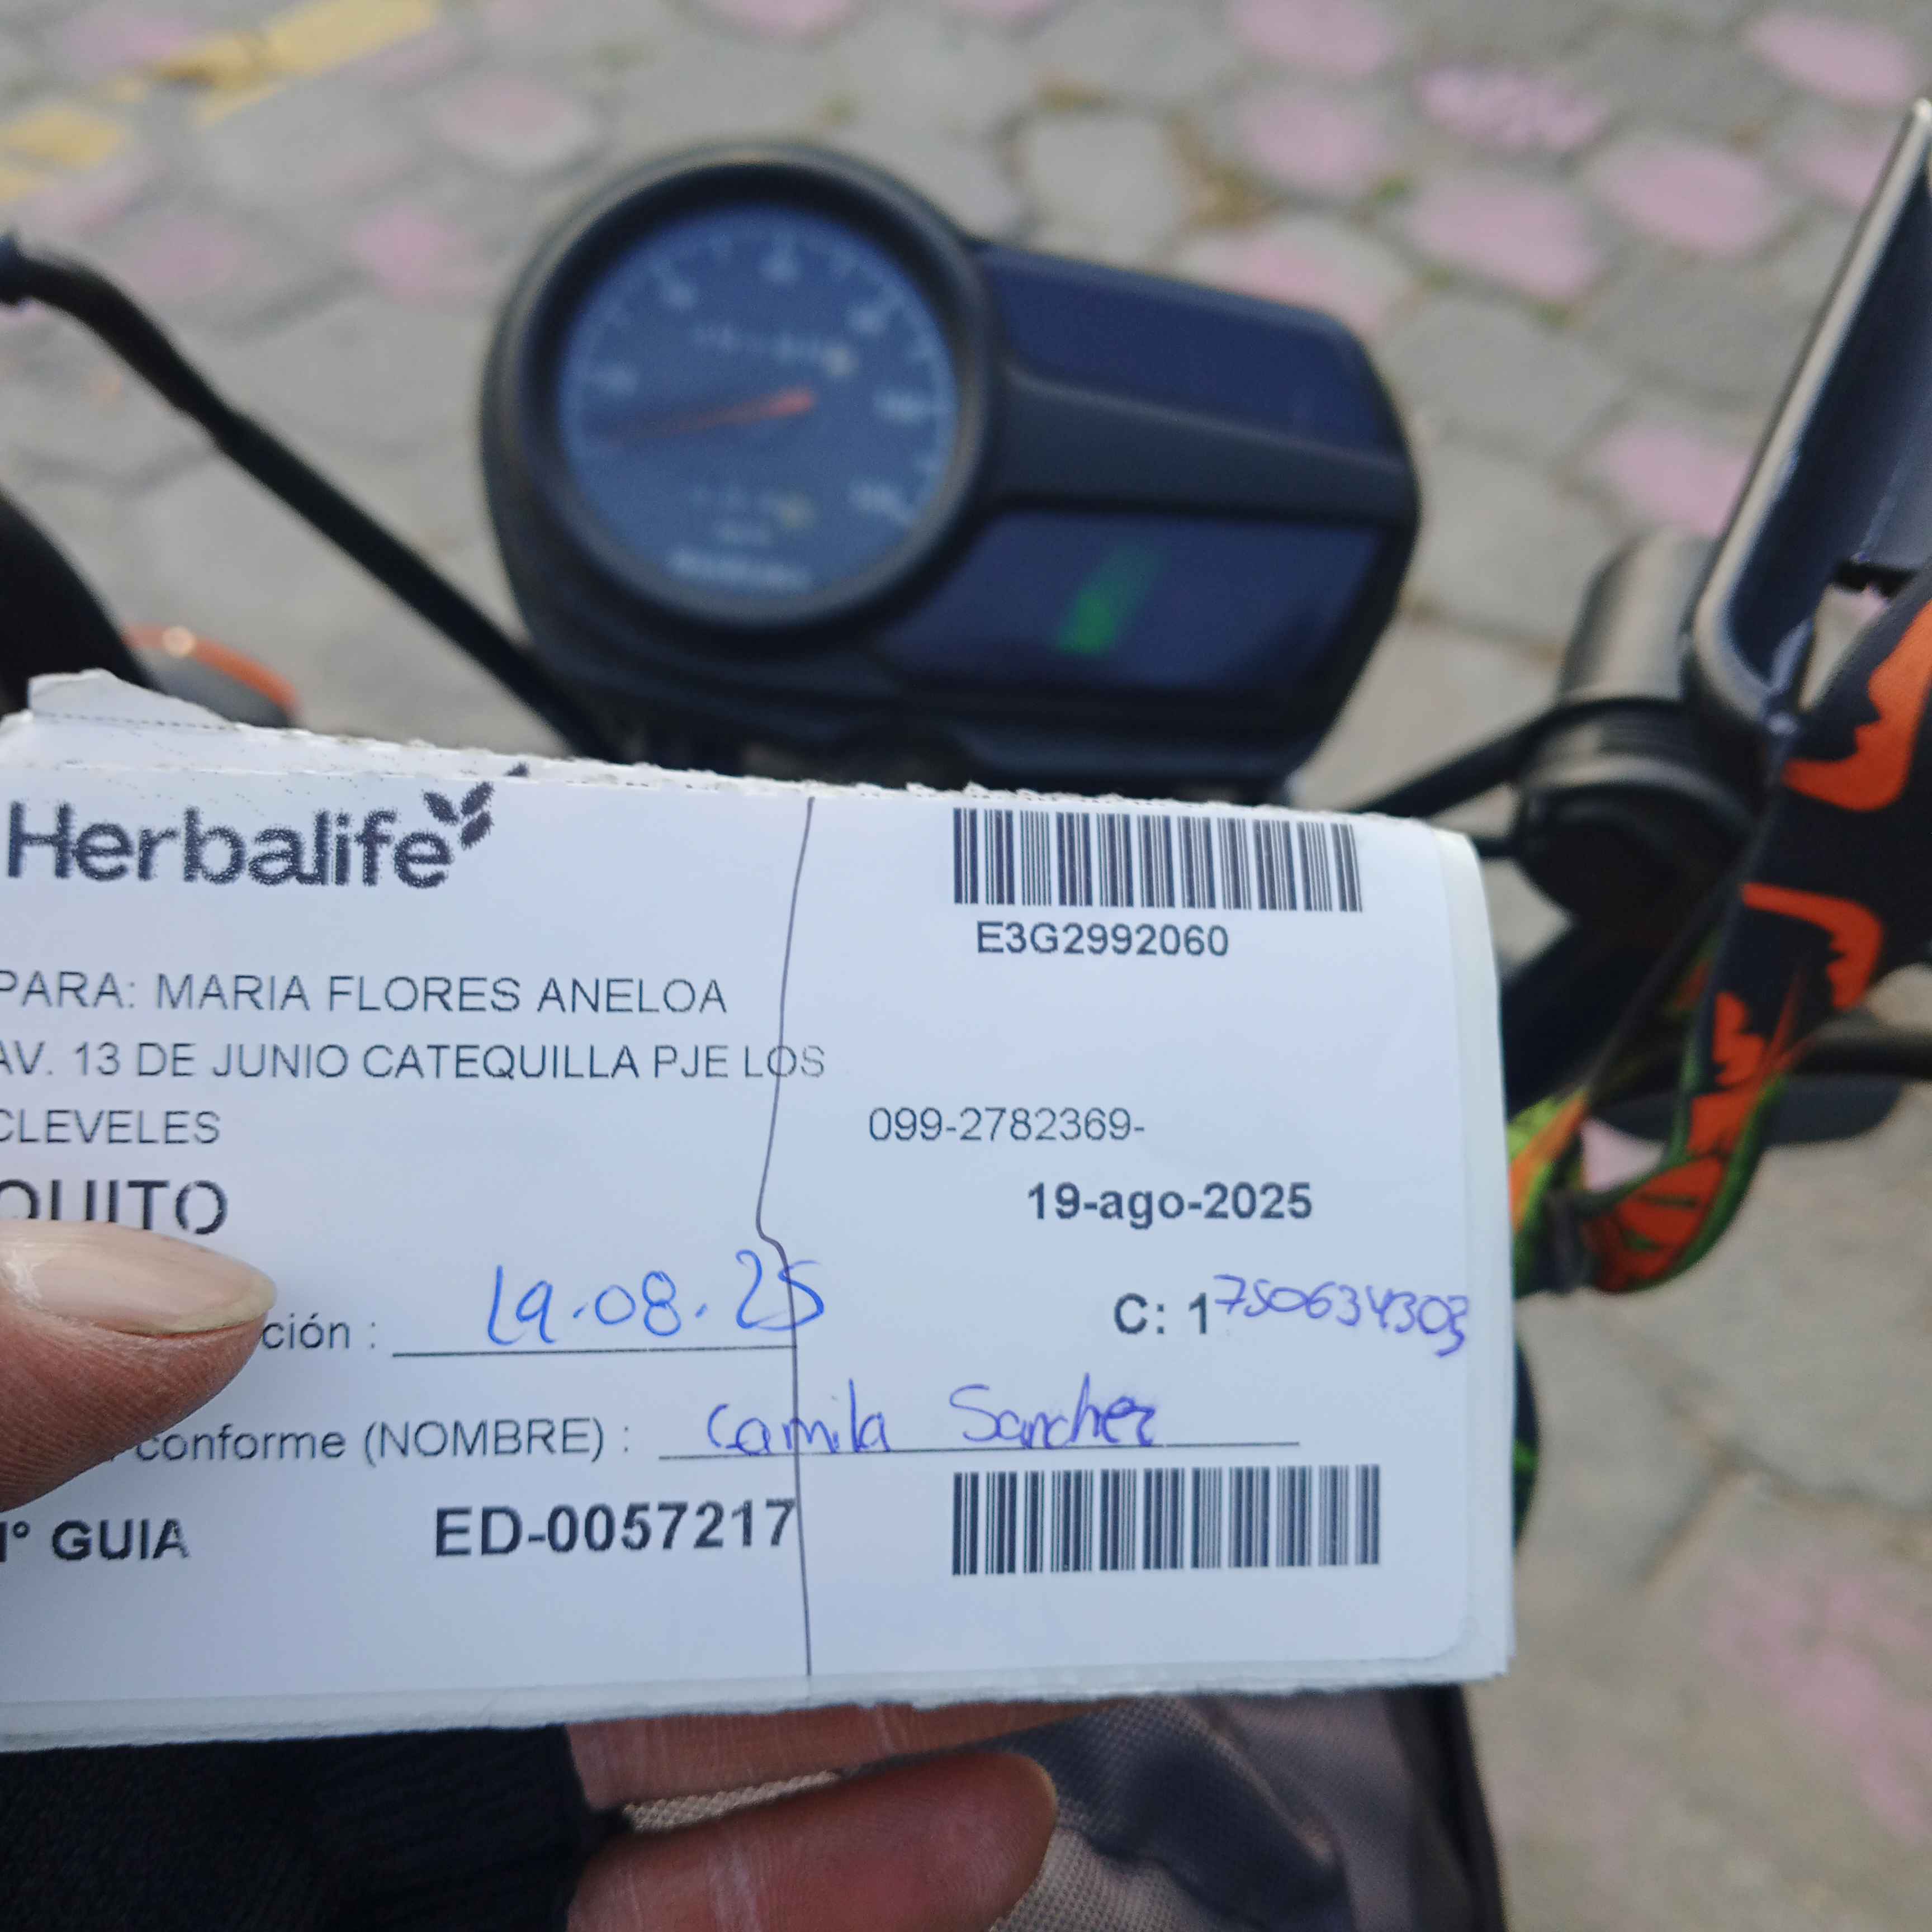 Herbalife
E3G2992060
PARA: MARIA FLORES ANELOA
AV. 13 DE JUNIO CATEQUILLA PJE LOS
CLEVELES
099-2782369-
QUITO
19-ago-2025
ción : 19.08.25
C: 1750634303
conforme (NOMBRE) : Camila Sanchez
N° GUIA ED-0057217